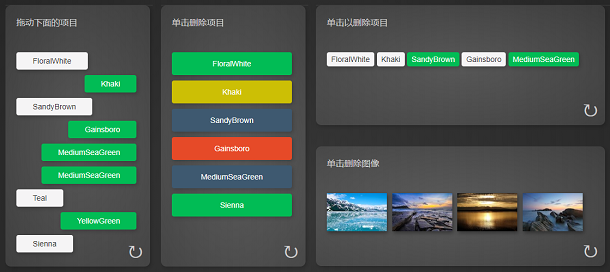 拖动下面的项目
FloralWhite
Khaki
SandyBrown
Gainsboro
MediumSeaGreen
MediumSeaGreen
Teal
YellowGreen
Sienna
单击删除项目
FloralWhite
Khaki
SandyBrown
Gainsboro
MediumSeaGreen
Sienna
单击以删除项目
FloralWhite Khaki SandyBrown Gainsboro MediumSeaGreen
单击删除图像